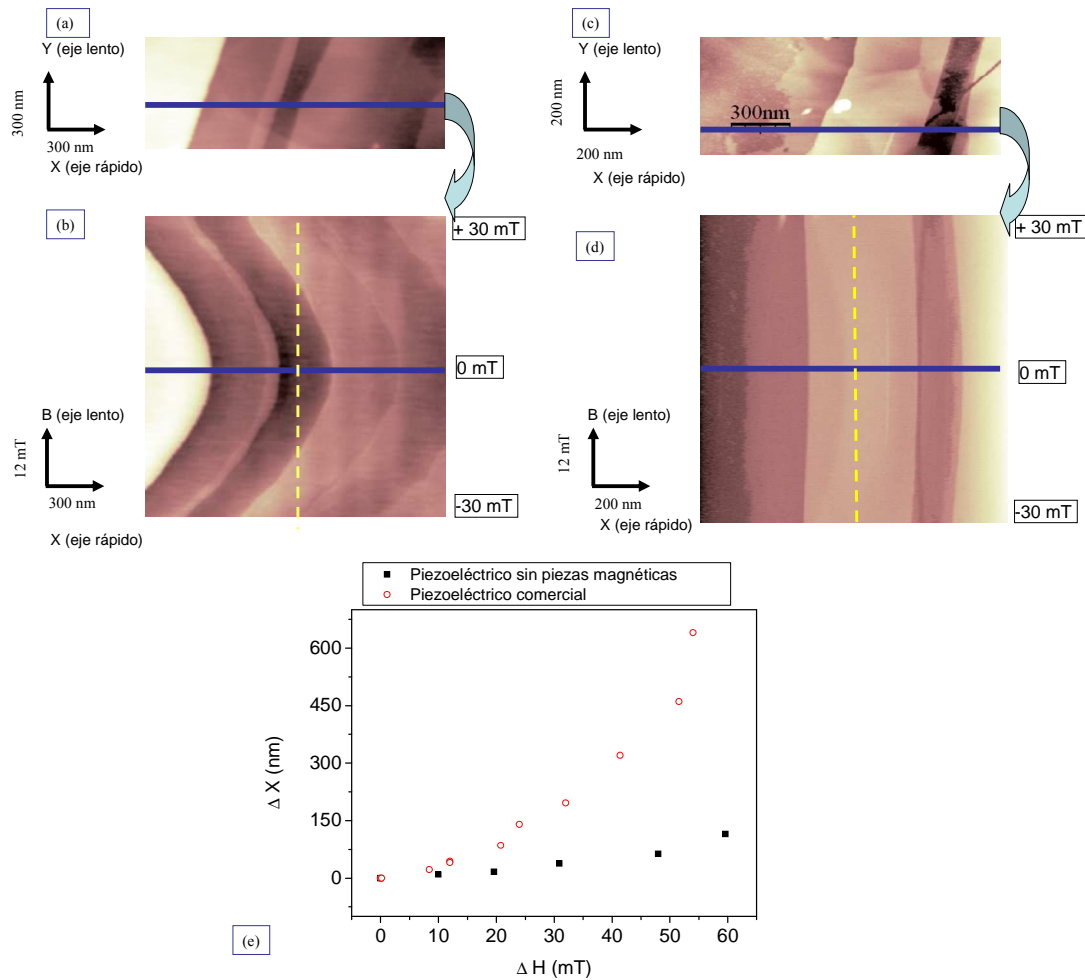 (a)
Y (eje lento)
300 nm
300 nm
X (eje rápido)
(c)
Y (eje lento)
200 nm
200 nm
X (eje rápido)
300nm
(b)
+ 30 mT
0 mT
-30 mT
B (eje lento)
12 mT
300 nm
X (eje rápido)
(d)
+ 30 mT
0 mT
-30 mT
B (eje lento)
12 mT
200 nm
X (eje rápido)
Piezoeléctrico sin piezas magnéticas
Piezoeléctrico comercial
600
450
300
150
0
Δ X (nm)
0 10 20 30 40 50 60
Δ H (mT)
(e)